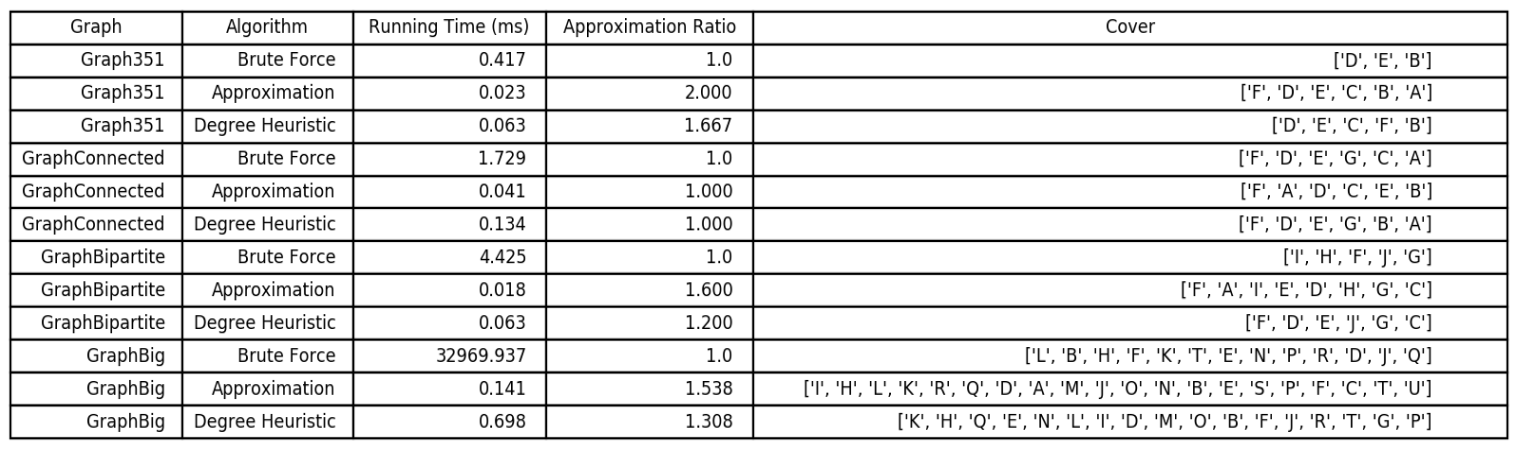 Graph Algorithm Running Time (ms) Approximation Ratio Cover
Graph351 Brute Force 0.417 1.0 ['D', 'E', 'B']
Graph351 Approximation 0.023 2.000 ['F', 'D', 'E', 'C', 'B', 'A']
Graph351 Degree Heuristic 0.063 1.667 ['D', 'E', 'C', 'F', 'B']
GraphConnected Brute Force 1.729 1.0 ['F', 'D', 'E', 'G', 'C', 'A']
GraphConnected Approximation 0.041 1.000 ['F', 'A', 'D', 'C', 'E', 'B']
GraphConnected Degree Heuristic 0.134 1.000 ['F', 'D', 'E', 'G', 'B', 'A']
GraphBipartite Brute Force 4.425 1.0 ['I', 'H', 'F', 'J', 'G']
GraphBipartite Approximation 0.018 1.600 ['F', 'A', 'I', 'E', 'D', 'H', 'G', 'C']
GraphBipartite Degree Heuristic 0.063 1.200 ['F', 'D', 'E', 'J', 'G', 'C']
GraphBig Brute Force 32969.937 1.0 ['L', 'B', 'H', 'F', 'K', 'T', 'E', 'N', 'P', 'R', 'D', 'J', 'Q']
GraphBig Approximation 0.141 1.538 ['I', 'H', 'L', 'K', 'R', 'Q', 'D', 'A', 'M', 'J', 'O', 'N', 'B', 'E', 'S', 'P', 'F', 'C', 'T', 'U']
GraphBig Degree Heuristic 0.698 1.308 ['K', 'H', 'Q', 'E', 'N', 'L', 'I', 'D', 'M', 'O', 'B', 'F', 'J', 'R', 'T', 'G', 'P']